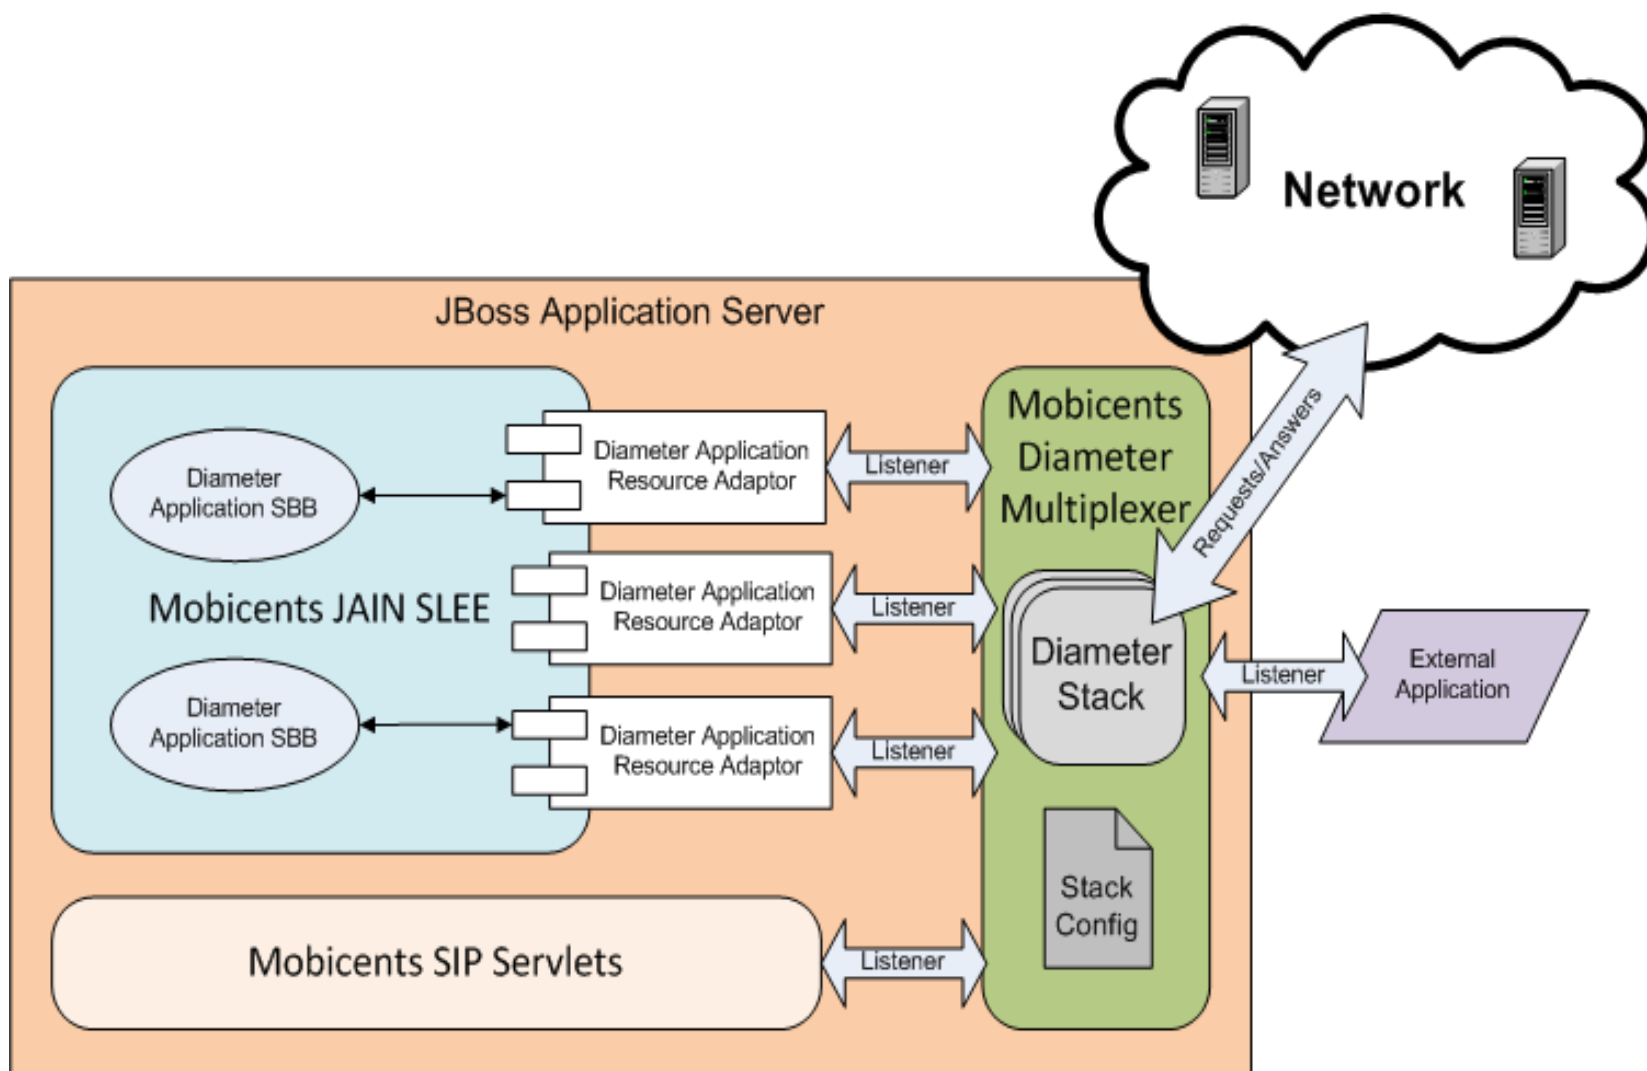 Network
JBoss Application Server
Mobicents
Diameter
Multiplexer
Requests/Answers
Diameter Application
Resource Adaptor
Listener
Diameter
Application SBB
Mobicents JAIN SLEE
Diameter Application
Resource Adaptor
Listener
Diameter
Stack
Listener
External
Application
Diameter
Application SBB
Diameter Application
Resource Adaptor
Listener
Stack
Config
Mobicents SIP Servlets
Listener